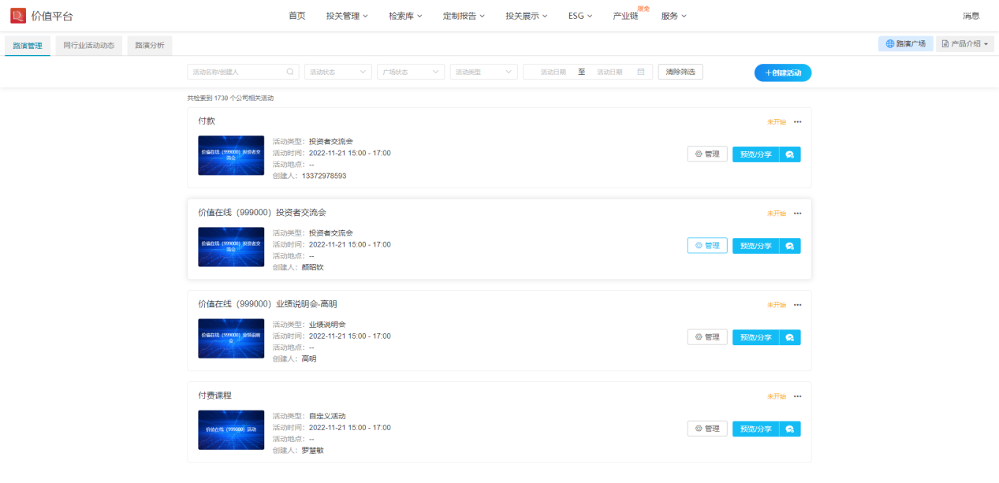 价值平台 首页 投关管理 检索库 定制报告 投关展示 ESG 产业链 限免 服务 消息
路演管理 同行业活动动态 路演分析 路演广场 产品介绍
活动名称/创建人 活动状态 广场状态 活动类型 活动日期 至 活动日期 清除筛选 +创建活动
共检索到 1730 个公司相关活动
付款 未开始
价值在线（999000）投资者交流会
活动类型：投资者交流会
活动时间：2022-11-21 15:00 - 17:00
活动地点：--
创建人：13372978593
管理 预览/分享
价值在线（999000）投资者交流会 未开始
价值在线（999000）投资者交流会
活动类型：投资者交流会
活动时间：2022-11-21 15:00 - 17:00
活动地点：--
创建人：颜昭钦
管理 预览/分享
价值在线（999000）业绩说明会-高明 未开始
价值在线（999000）业绩说明会
活动类型：业绩说明会
活动时间：2022-11-21 15:00 - 17:00
活动地点：--
创建人：高明
管理 预览/分享
付费课程 未开始
价值在线（999000）活动
活动类型：自定义活动
活动时间：2022-11-21 15:00 - 17:00
活动地点：--
创建人：罗慧敏
管理 预览/分享